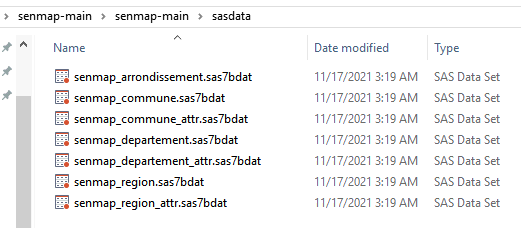 senmap-main > senmap-main > sasdata
Name Date modified Type
senmap_arrondissement.sas7bdat 11/17/2021 3:19 AM SAS Data Set
senmap_commune.sas7bdat 11/17/2021 3:19 AM SAS Data Set
senmap_commune_attr.sas7bdat 11/17/2021 3:19 AM SAS Data Set
senmap_departement.sas7bdat 11/17/2021 3:19 AM SAS Data Set
senmap_departement_attr.sas7bdat 11/17/2021 3:19 AM SAS Data Set
senmap_region.sas7bdat 11/17/2021 3:19 AM SAS Data Set
senmap_region_attr.sas7bdat 11/17/2021 3:19 AM SAS Data Set